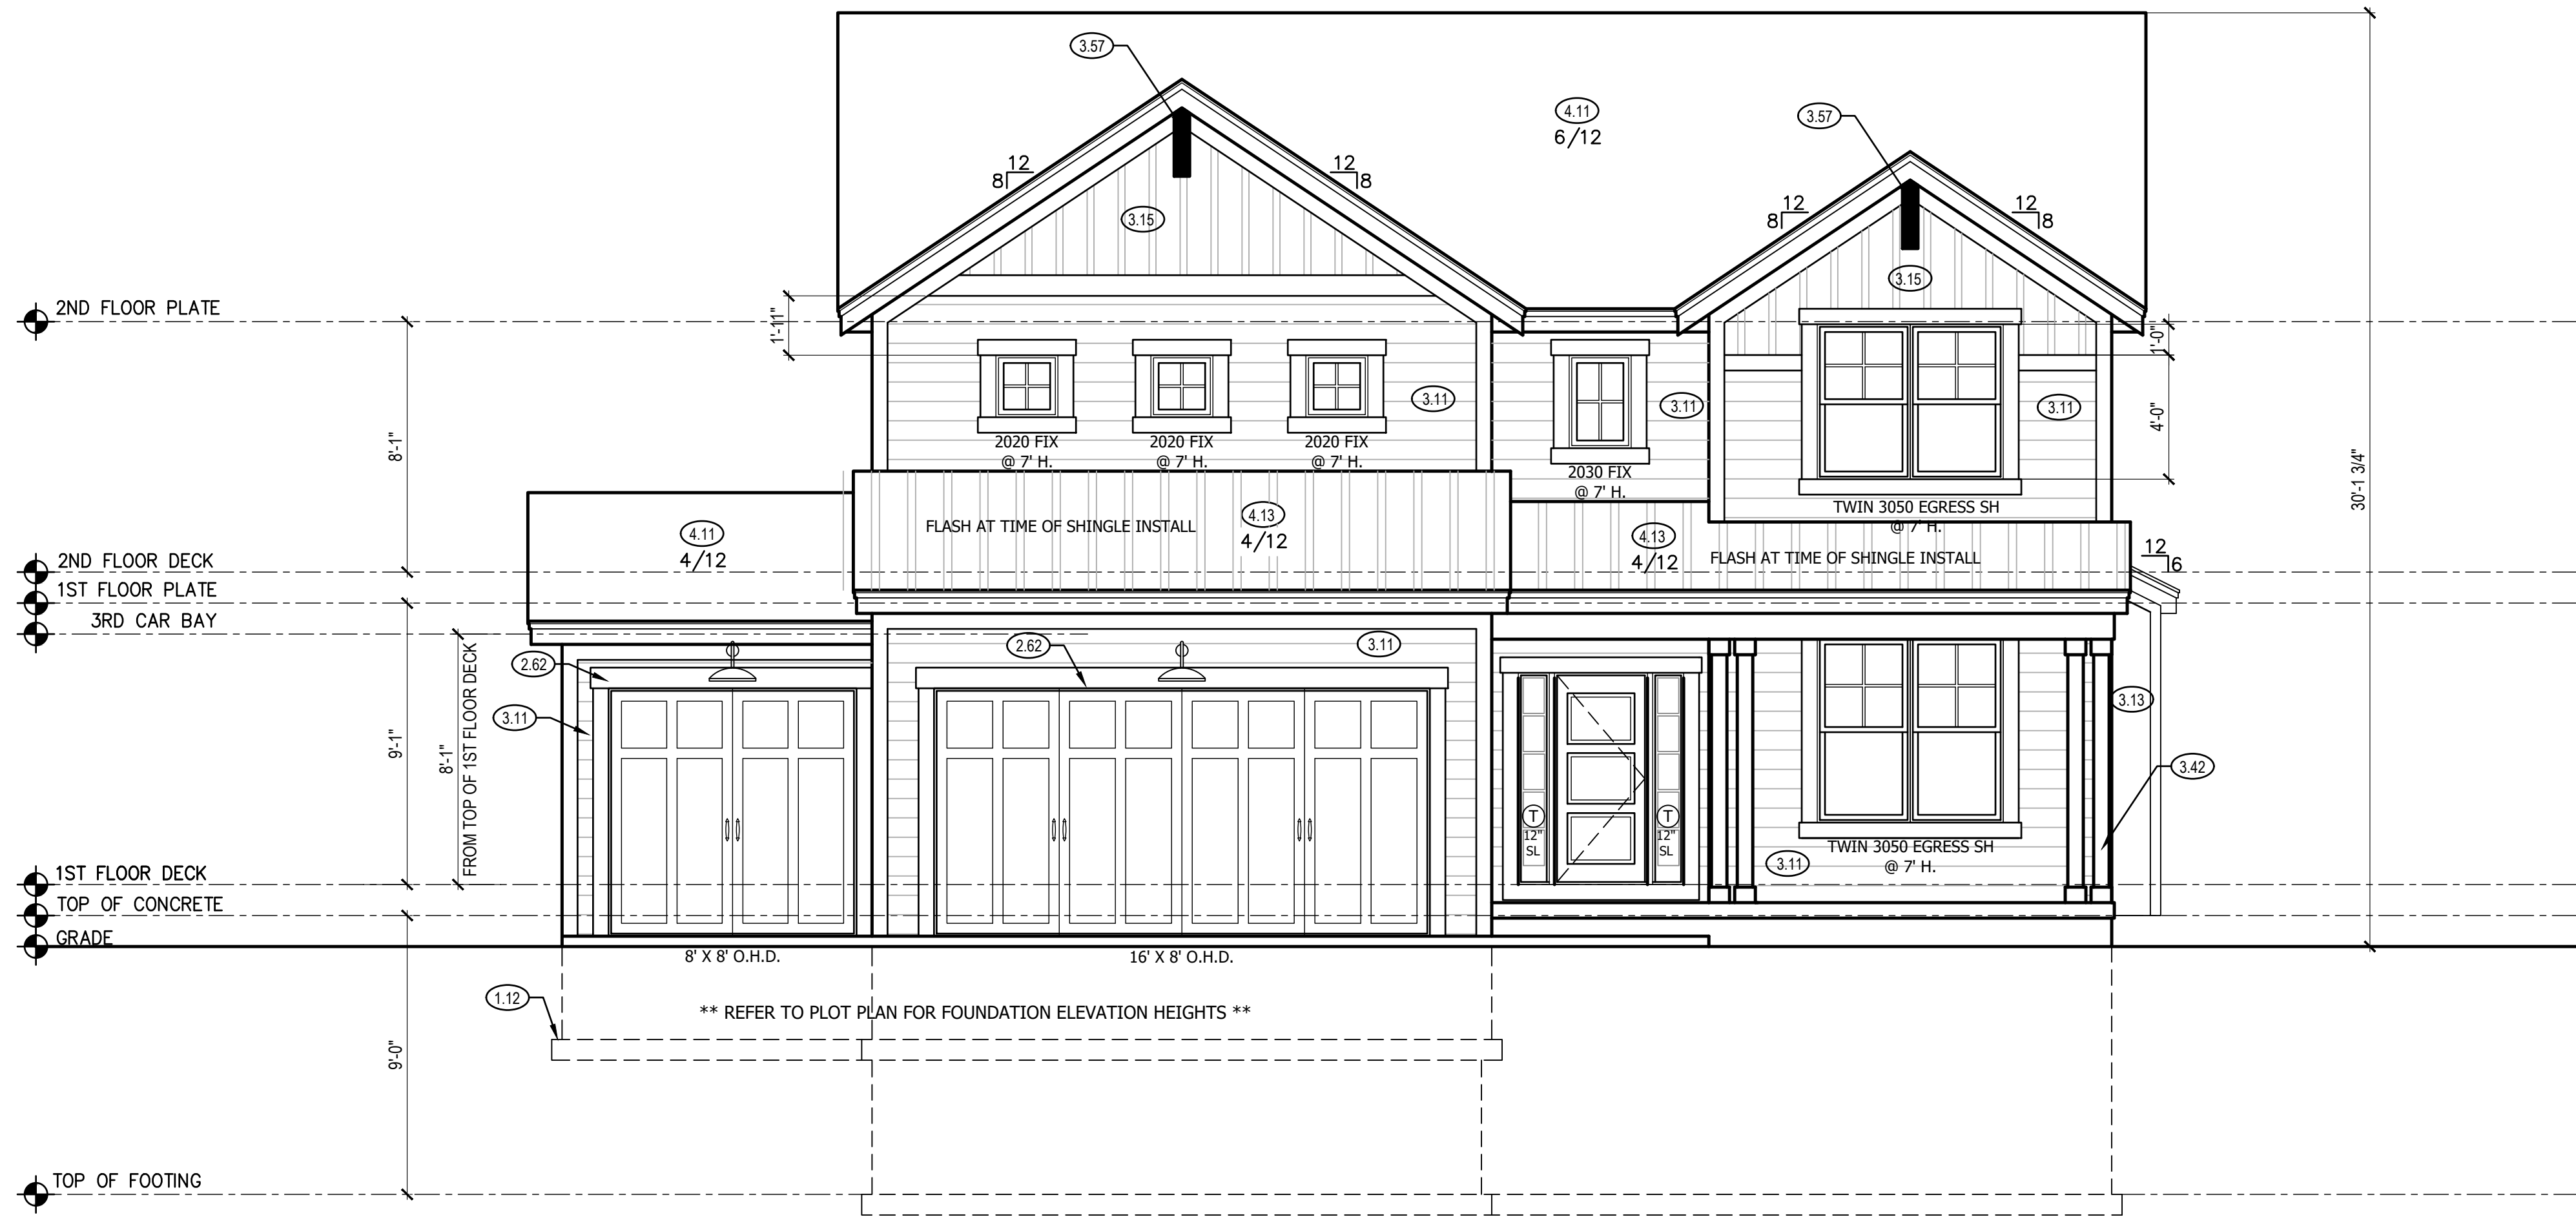 3.57
4.11
6/12
3.57
12
8
12
8
12
8
12
8
3.15
3.15
2ND FLOOR PLATE
1'-11"
1'-0"
3.11
3.11
3.11
2020 FIX
@ 7' H.
2020 FIX
@ 7' H.
2020 FIX
@ 7' H.
2030 FIX
@ 7' H.
8'-1"
4'-0"
30'-1 3/4"
TWIN 3050 EGRESS SH
@ 7' H.
4.11
4/12
FLASH AT TIME OF SHINGLE INSTALL
4.13
4/12
4.13
4/12
FLASH AT TIME OF SHINGLE INSTALL
12
6
2ND FLOOR DECK
1ST FLOOR PLATE
3RD CAR BAY
2.62
2.62
3.11
3.11
3.13
3.42
9'-1"
8'-1"
FROM TOP OF 1ST FLOOR DECK
T
12"
SL
T
12"
SL
TWIN 3050 EGRESS SH
@ 7' H.
3.11
1ST FLOOR DECK
TOP OF CONCRETE
GRADE
8' X 8' O.H.D.
16' X 8' O.H.D.
1.12
** REFER TO PLOT PLAN FOR FOUNDATION ELEVATION HEIGHTS **
9'-0"
TOP OF FOOTING